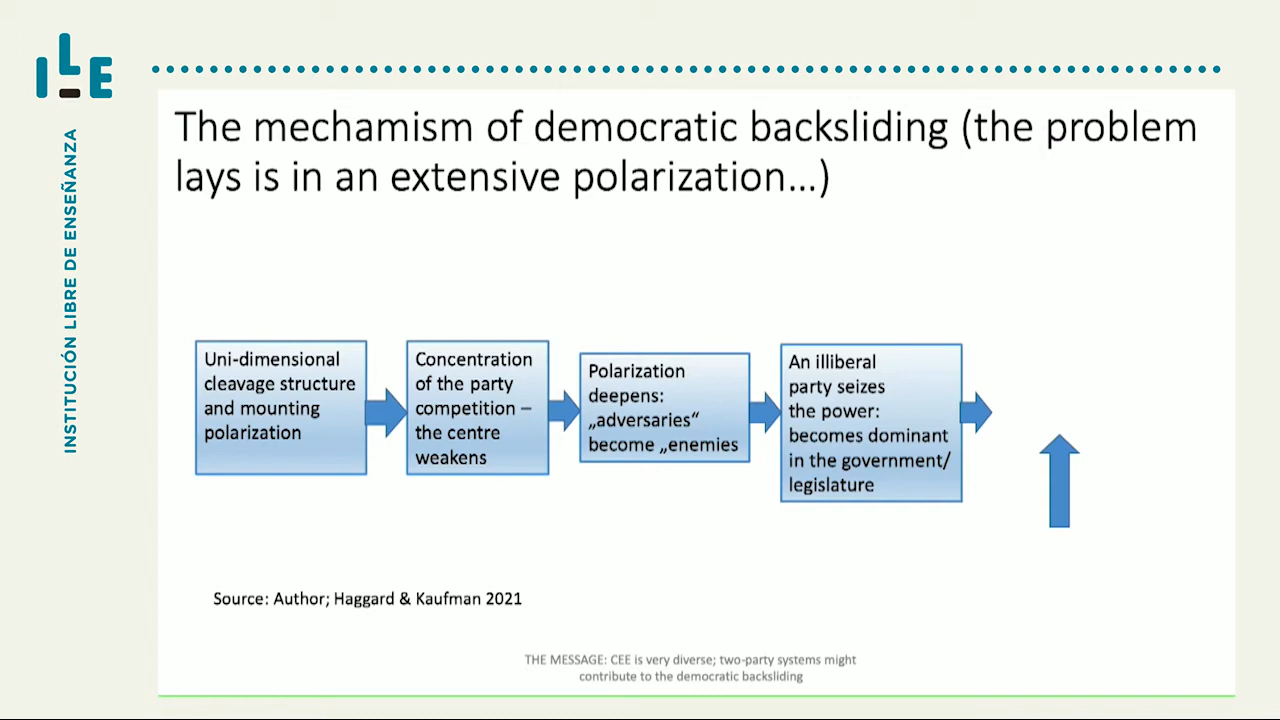 ILE
INSTITUCIÓN LIBRE DE ENSEÑANZA
The mechamism of democratic backsliding (the problem
lays is in an extensive polarization...)
Uni-dimensional
cleavage structure
and mounting
polarization
Concentration
of the party
competition –
the centre
weakens
Polarization
deepens:
„adversaries“
become „enemies
An illiberal
party seizes
the power:
becomes dominant
in the government/
legislature
Source: Author; Haggard & Kaufman 2021
THE MESSAGE: CEE is very diverse; two-party systems might
contribute to the democratic backsliding